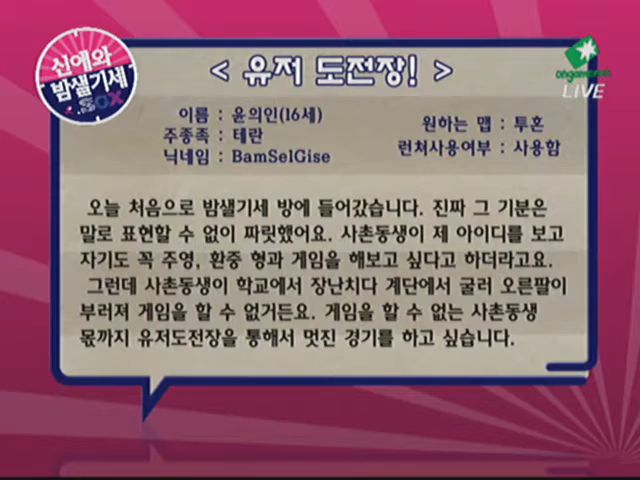 신애와
밤샐기세
.SOX
< 유저 도전장! >
ongamenet
LIVE
이름 : 윤의인(16세)
주종족 : 테란
닉네임 : BamSelGise
원하는 맵 : 투혼
런쳐사용여부 : 사용함
오늘 처음으로 밤샐기세 방에 들어갔습니다. 진짜 그 기분은
말로 표현할 수 없이 짜릿했어요. 사촌동생이 제 아이디를 보고
자기도 꼭 주영, 환중 형과 게임을 해보고 싶다고 하더라고요.
그런데 사촌동생이 학교에서 장난치다 계단에서 굴러 오른팔이
부러져 게임을 할 수 없거든요. 게임을 할 수 없는 사촌동생
몫까지 유저도전장을 통해서 멋진 경기를 하고 싶습니다.